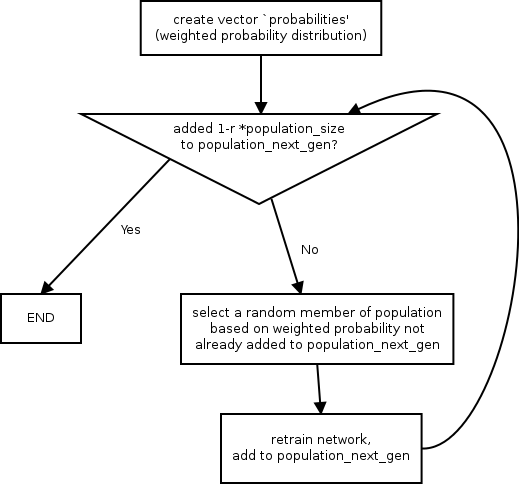 create vector `probabilities'
(weighted probability distribution)
added 1-r *population_size
to population_next_gen?
Yes
No
END
select a random member of population
based on weighted probability not
already added to population_next_gen
retrain network,
add to population_next_gen